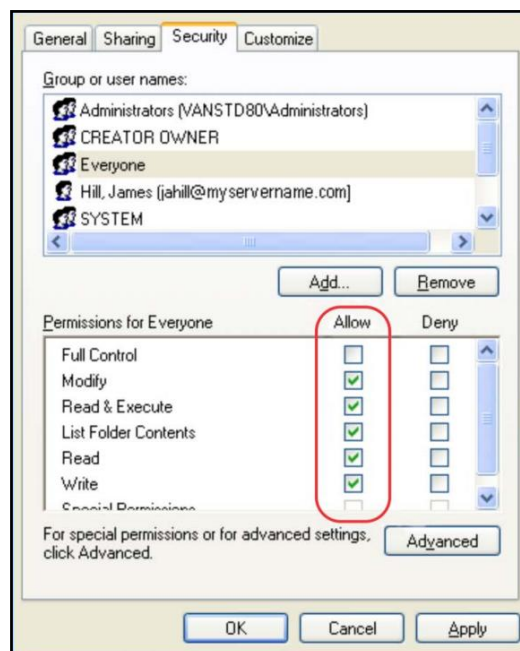 General Sharing Security Customize
Group or user names:
Administrators (VANSTD80\Administrators)
CREATOR OWNER
Everyone
Hill, James [jahill@myservername.com]
SYSTEM
Add... Remove
Permissions for Everyone Allow Deny
Full Control
Modify
Read & Execute
List Folder Contents
Read
Write
Special Permissions
For special permissions or for advanced settings, Advanced
click Advanced.
OK Cancel Apply